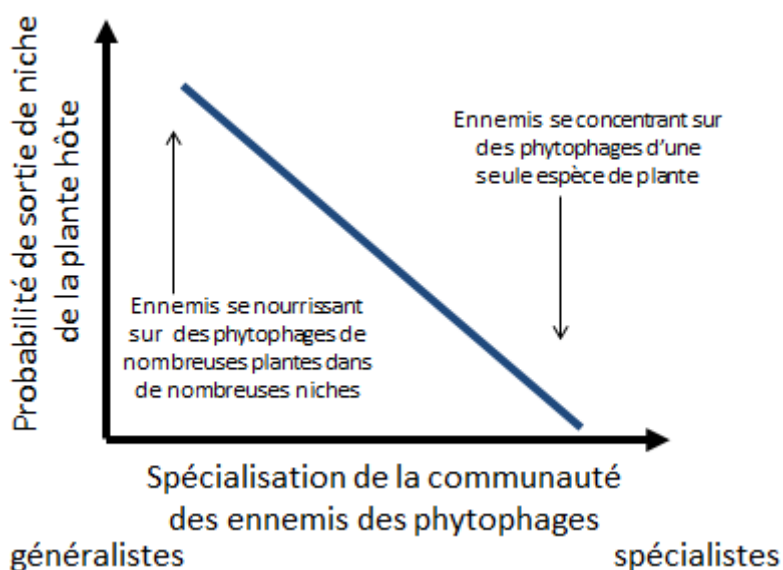 Probabilité de sortie de niche
de la plante hôte
Ennemis se concentrant sur
des phytophages d'une
seule espèce de plante
Ennemis se nourrissant
sur des phytophages de
nombreuses plantes dans
de nombreuses niches
Spécialisation de la communauté
des ennemis des phytophages
généralistes
spécialistes